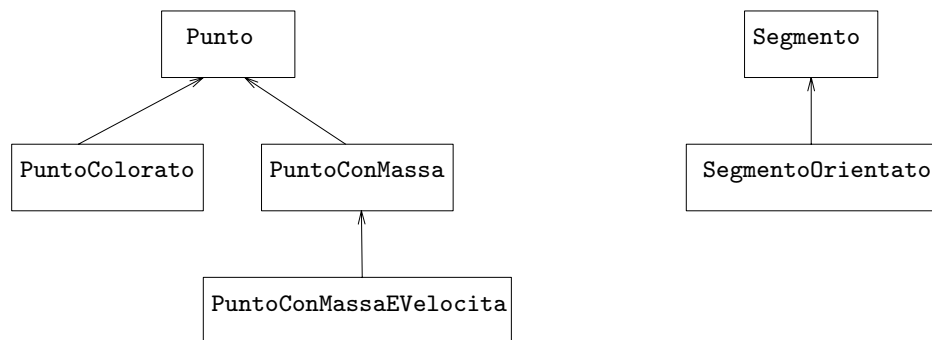 Punto
Segmento
PuntoColorato
PuntoConMassa
SegmentoOrientato
PuntoConMassaEVelocita